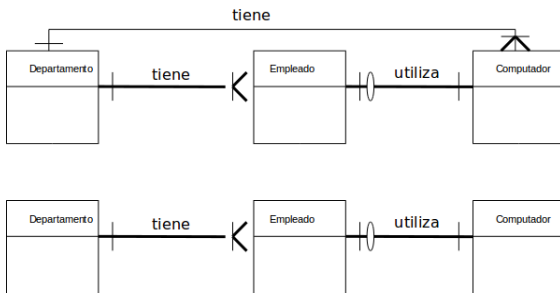 tiene
Departamento
tiene
Empleado
utiliza
Computador
Departamento
tiene
Empleado
utiliza
Computador